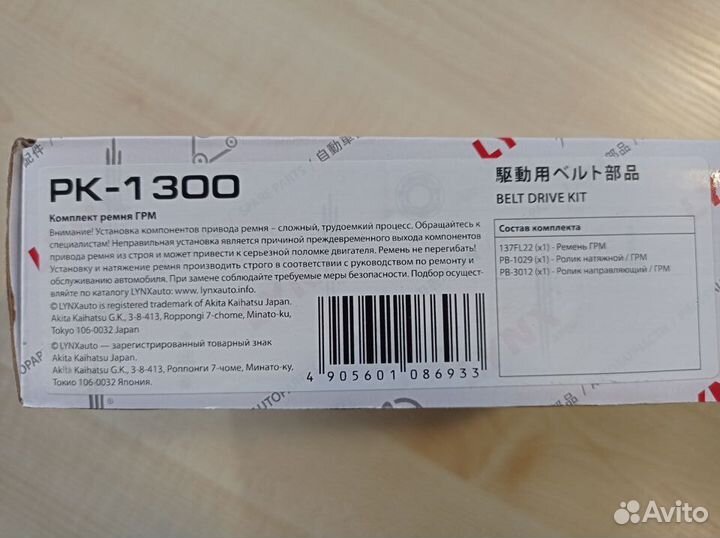 PK-1300
Комплект ремня ГРМ
Внимание! Установка компонентов привода ремня – сложный, трудоемкий процесс. Обращайтесь к
специалистам! Неправильная установка является причиной преждевременного выхода компонентов
привода ремня из строя и может привести к серьезной поломке двигателя. Ремень не перегибать!
Установку и натяжение ремня производить строго в соответствии с руководством по ремонту и
обслуживанию автомобиля. При замене соблюдайте требуемые меры безопасности. Подбор осущест-
вляйте по каталогу LYNXauto: www.lynxauto.info.
©LYNXauto is registered trademark of Akita Kaihatsu Japan.
Akita Kaihatsu G.K., 3-8-413, Roppongi 7-chome, Minato-ku,
Tokyo 106-0032 Japan
©LYNXauto — зарегистрированный товарный знак
Akita Kaihatsu Japan.
Akita Kaihatsu G.K., 3-8-413, Роппонги 7-чоме, Минато-ку,
Токио 106-0032 Япония.
4 905601 086933
駆動用ベルト部品
BELT DRIVE KIT
Состав комплекта
137FL22 (x1) - Ремень ГРМ
PB-1029 (x1) - Ролик натяжной / ГРМ
PB-3012 (x1) - Ролик направляющий / ГРМ
自動車
部品 /
LY
Avito